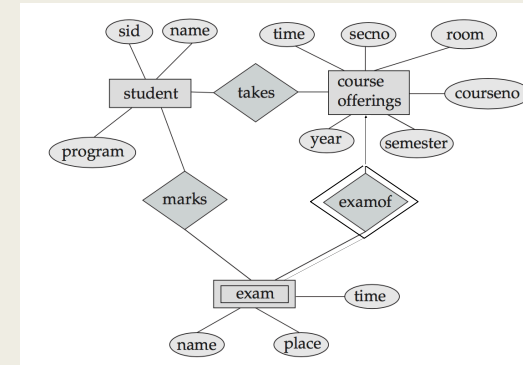 sid
name
time
secno
room
student
takes
course
offerings
courseno
program
year
semester
marks
examof
exam
time
name
place